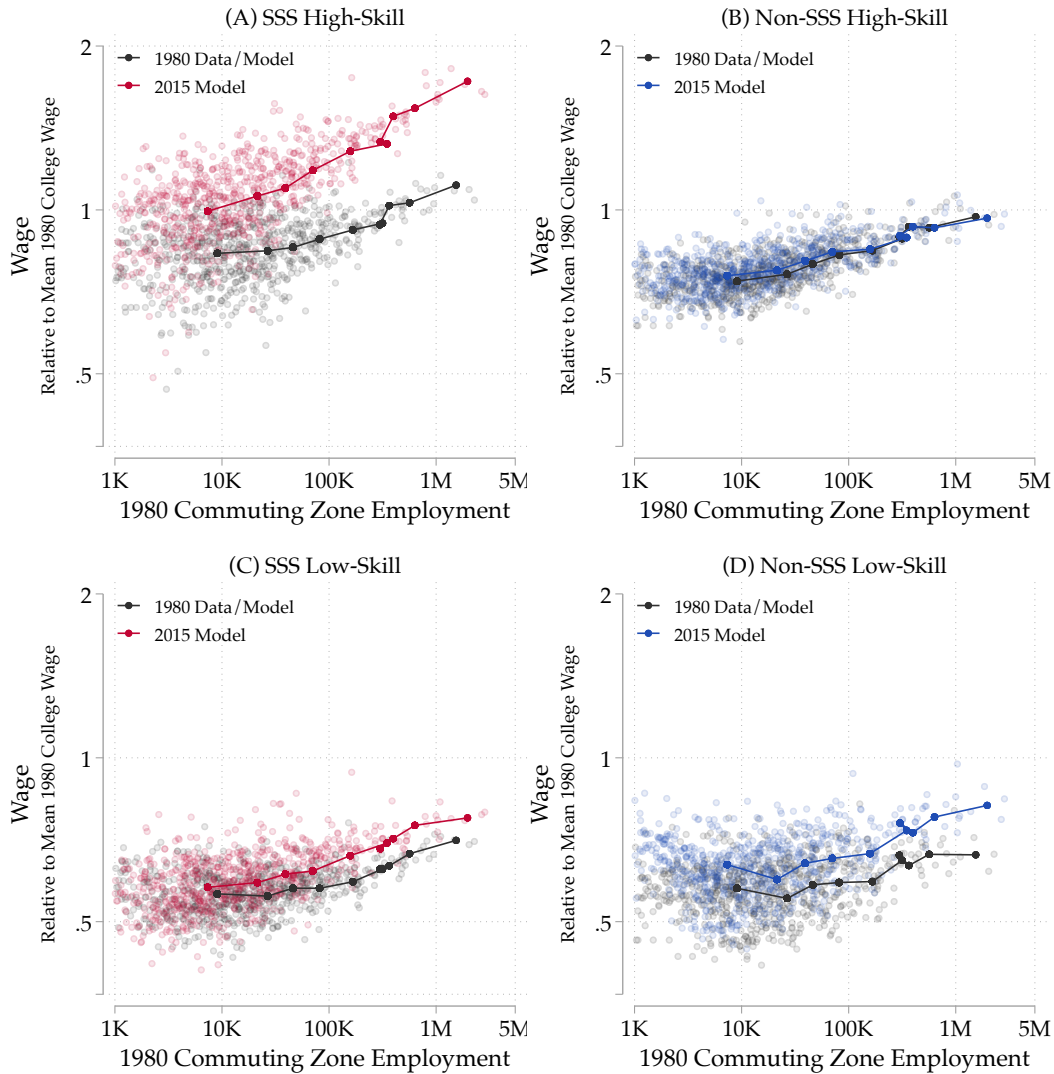 (A) SSS High-Skill
2
1980 Data/Model
2015 Model
1
.5
Wage
Relative to Mean 1980 College Wage
1K
10K
100K
1M
5M
1980 Commuting Zone Employment
(B) Non-SSS High-Skill
2
1980 Data/Model
2015 Model
1
.5
Wage
Relative to Mean 1980 College Wage
1K
10K
100K
1M
5M
1980 Commuting Zone Employment
(C) SSS Low-Skill
2
1980 Data/Model
2015 Model
1
.5
Wage
Relative to Mean 1980 College Wage
1K
10K
100K
1M
5M
1980 Commuting Zone Employment
(D) Non-SSS Low-Skill
2
1980 Data/Model
2015 Model
1
.5
Wage
Relative to Mean 1980 College Wage
1K
10K
100K
1M
5M
1980 Commuting Zone Employment